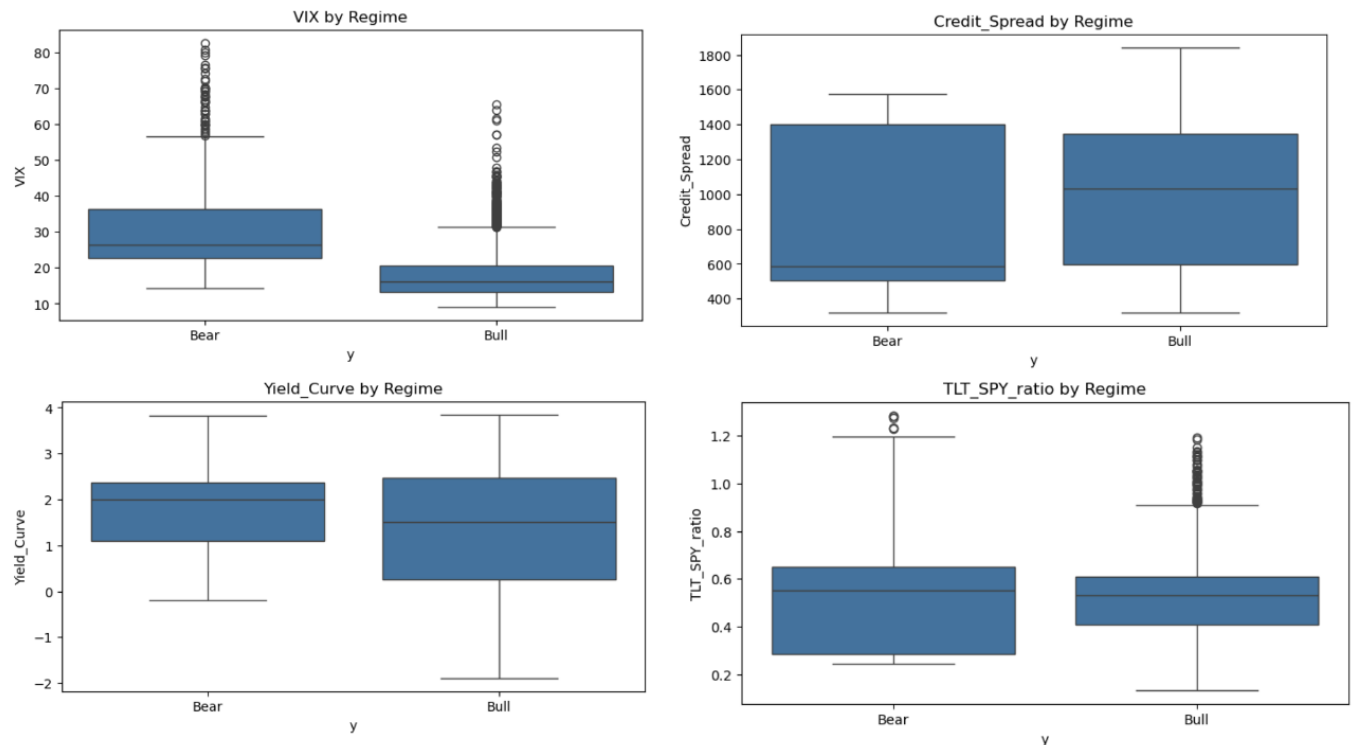 VIX by Regime
80
70
60
50
40
30
20
10
VIX
Bear
Bull
y
Credit_Spread by Regime
1800
1600
1400
1200
1000
800
600
400
Credit_Spread
Bear
Bull
y
Yield_Curve by Regime
4
3
2
1
0
−1
−2
Yield_Curve
Bear
Bull
y
TLT_SPY_ratio by Regime
1.2
1.0
0.8
0.6
0.4
0.2
TLT_SPY_ratio
Bear
Bull
y